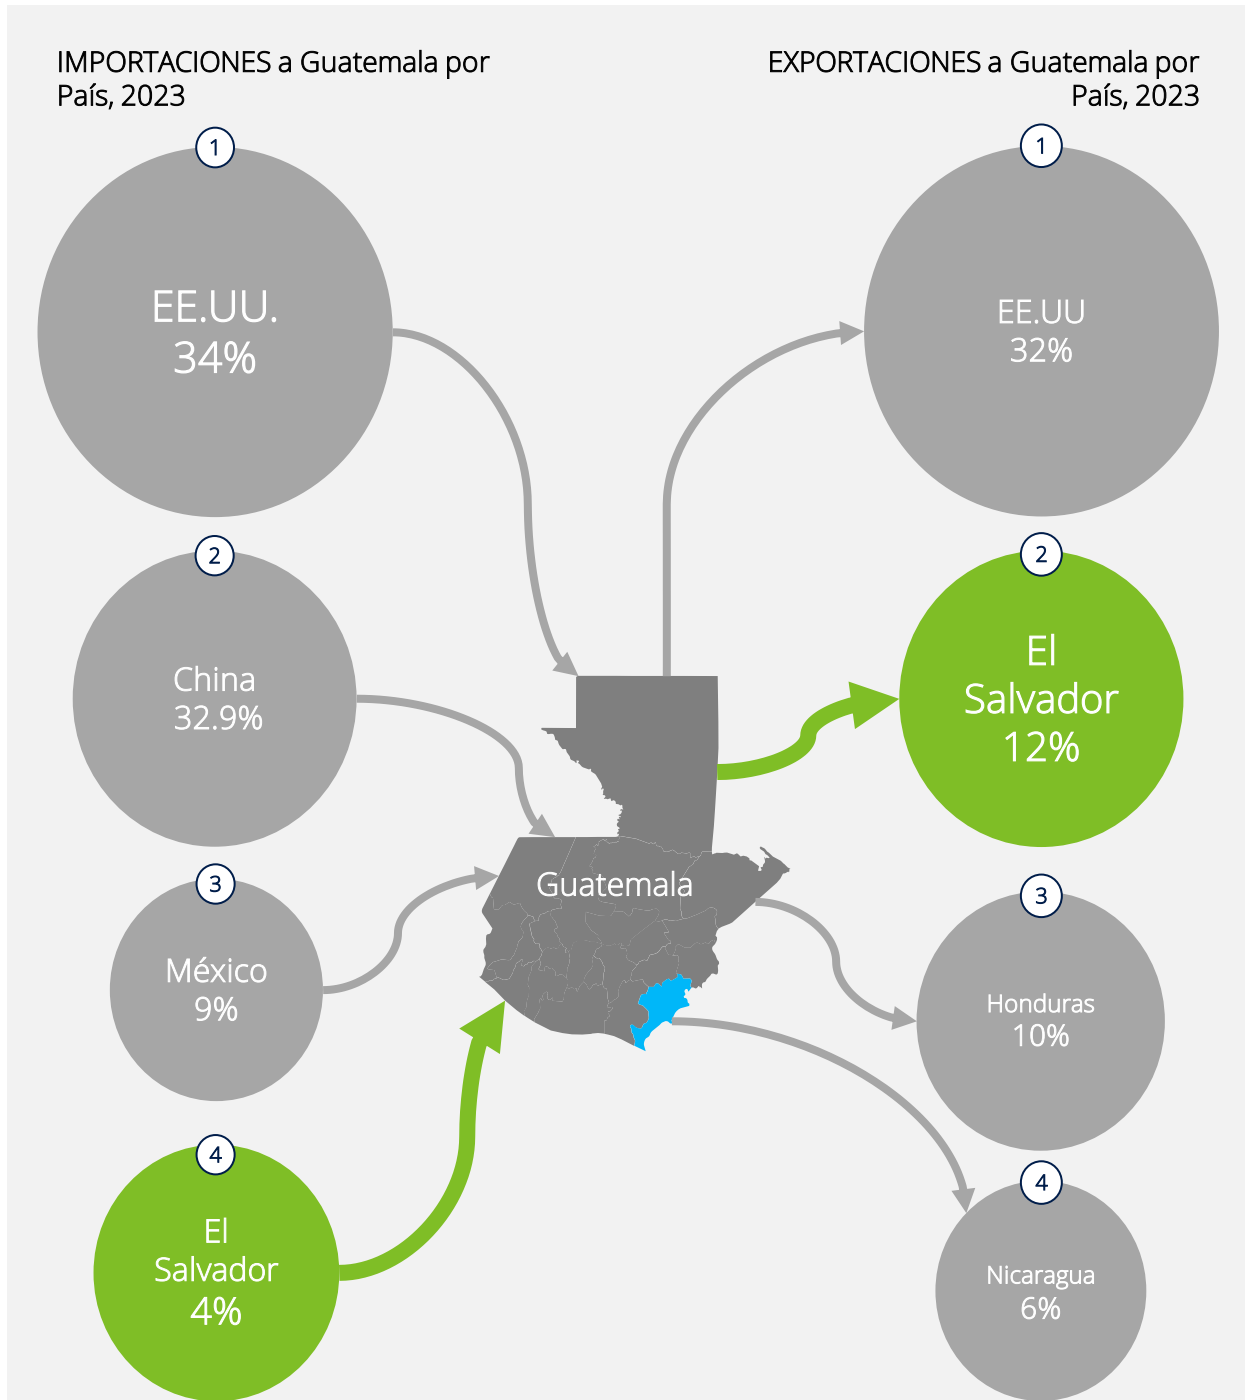 IMPORTACIONES a Guatemala por
País, 2023
1
EE.UU.
34%
2
China
32.9%
3
México
9%
4
El
Salvador
4%
Guatemala
EXPORTACIONES a Guatemala por
País, 2023
1
EE.UU
32%
2
El
Salvador
12%
3
Honduras
10%
4
Nicaragua
6%